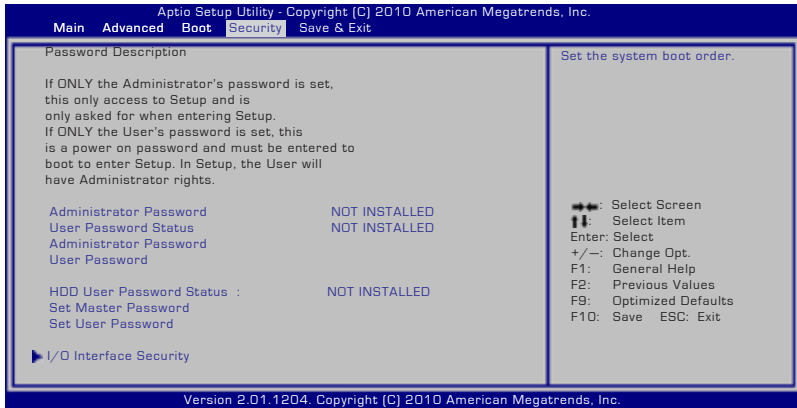 Aptio Setup Utility - Copyright (C) 2010 American Megatrends, Inc.
Main Advanced Boot Security Save & Exit
Password Description
If ONLY the Administrator's password is set,
this only access to Setup and is
only asked for when entering Setup.
If ONLY the User's password is set, this
is a power on password and must be entered to
boot to enter Setup. In Setup, the User will
have Administrator rights.
Administrator Password NOT INSTALLED
User Password Status NOT INSTALLED
Administrator Password
User Password
HDD User Password Status : NOT INSTALLED
Set Master Password
Set User Password
I/O Interface Security
Set the system boot order.
→←: Select Screen
↑↓: Select Item
Enter: Select
+/—: Change Opt.
F1: General Help
F2: Previous Values
F9: Optimized Defaults
F10: Save ESC: Exit
Version 2.01.1204. Copyright (C) 2010 American Megatrends, Inc.